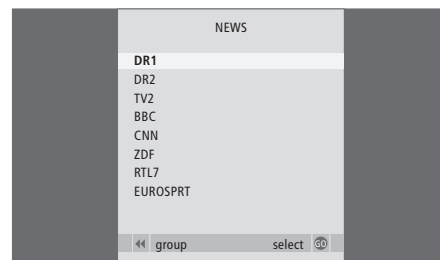 NEWS
DR1
DR2
TV2
BBC
CNN
ZDF
RTL7
EUROSPRT
group select GO